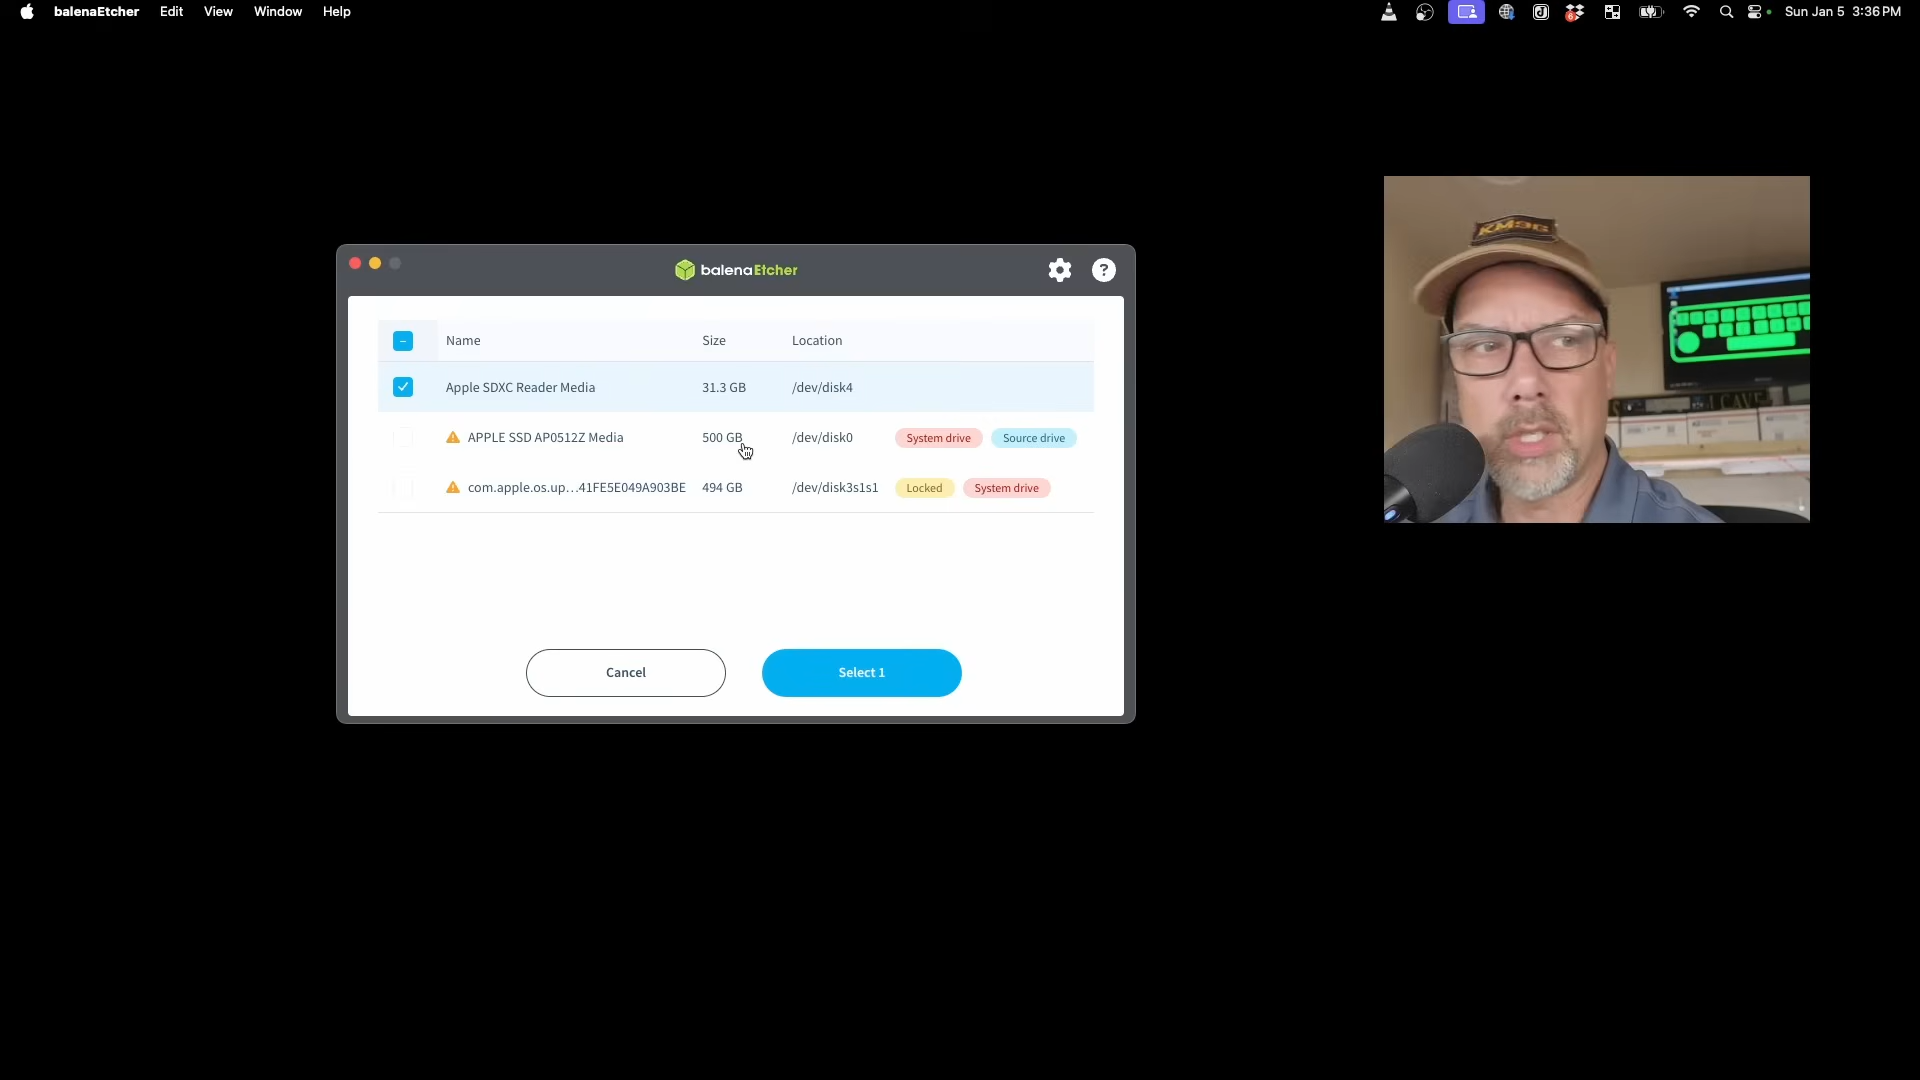 balenaEtcher Edit View Window Help
6
Sun Jan 5 3:36 PM
balenaEtcher
?
Name Size Location
Apple SDXC Reader Media 31.3 GB /dev/disk4
APPLE SSD AP0512Z Media 500 GB /dev/disk0 System drive Source drive
com.apple.os.up...41FE5E049A903BE 494 GB /dev/disk3s1s1 Locked System drive
Cancel Select 1
KM9G